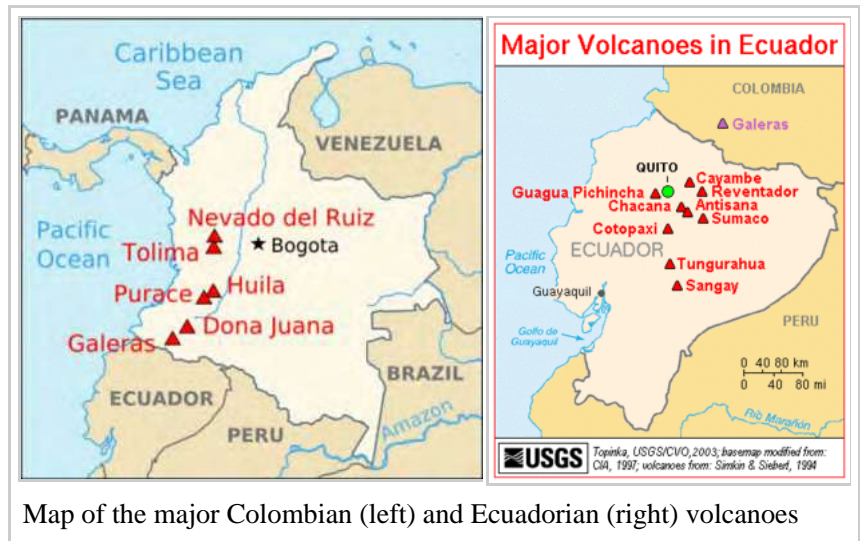 Caribbean
Sea
PANAMA
VENEZUELA
Nevado del Ruiz
Pacific
Ocean
Tolima
Bogota
Purace
Huila
Dona Juana
Galeras
ECUADOR
BRAZIL
PERU
Amazon
Major Volcanoes in Ecuador
COLOMBIA
Galeras
QUITO
Cayambe
Guagua Pichincha
Reventador
Chacana
Antisana
Sumaco
Cotopaxi
ECUADOR
Pacific
Ocean
Tungurahua
Guayaquil
Sangay
Golfo de
Guayaquil
PERU
0 40 80 km
0 40 80 mi
Río Marañón
USGS
Topinka, USGS/CVO, 2003; basemap modified from:
CIA, 1997; volcanoes from: Simkin & Siebert, 1994
Map of the major Colombian (left) and Ecuadorian (right) volcanoes